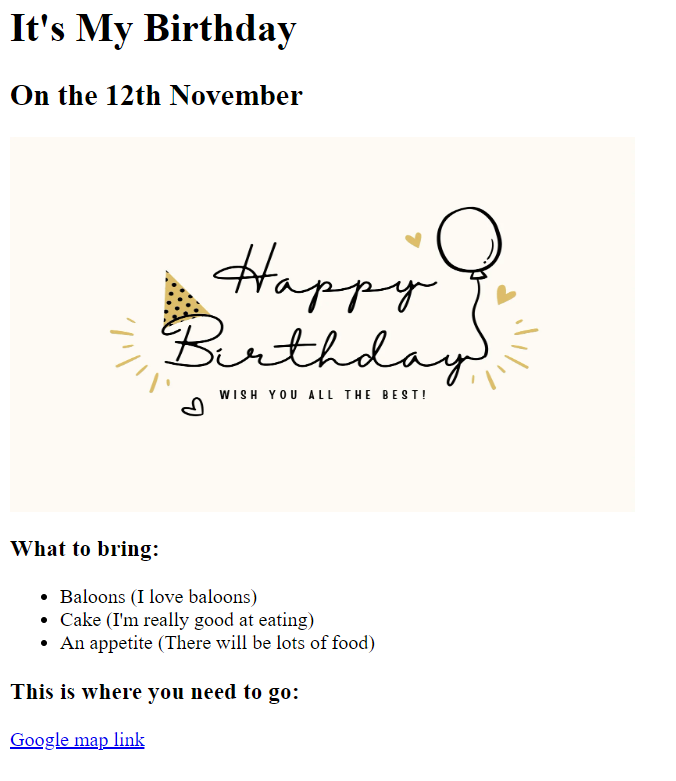 It's My Birthday
On the 12th November
Happy
Birthday
WISH YOU ALL THE BEST!
What to bring:
Baloons (I love baloons)
Cake (I'm really good at eating)
An appetite (There will be lots of food)
This is where you need to go:
Google map link